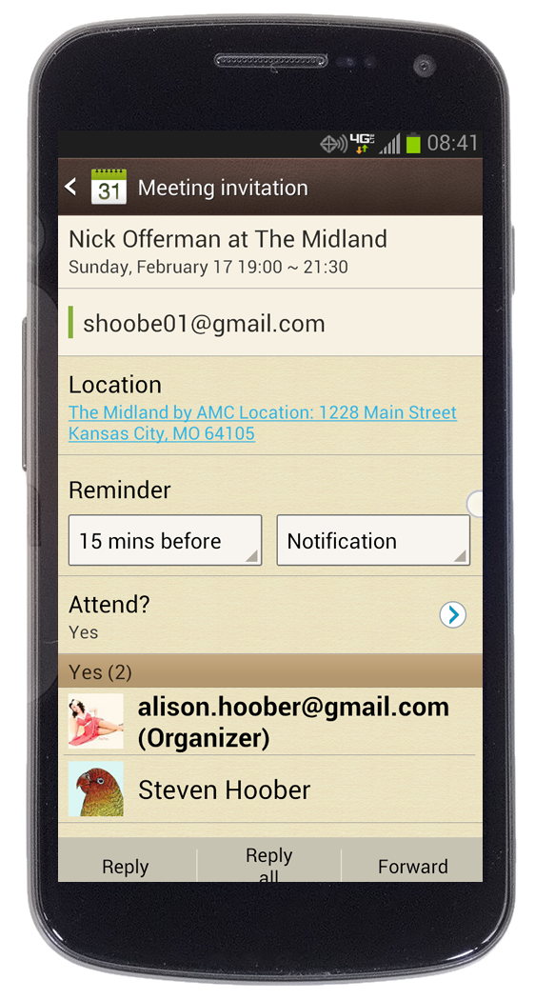 4G LTE 08:41
31 Meeting invitation
Nick Offerman at The Midland
Sunday, February 17 19:00 ~ 21:30
shoobe01@gmail.com
Location
The Midland by AMC Location: 1228 Main Street
Kansas City, MO 64105
Reminder
15 mins before Notification
Attend?
Yes
Yes (2)
alison.hoober@gmail.com
(Organizer)
Steven Hoober
Reply Reply Forward
all